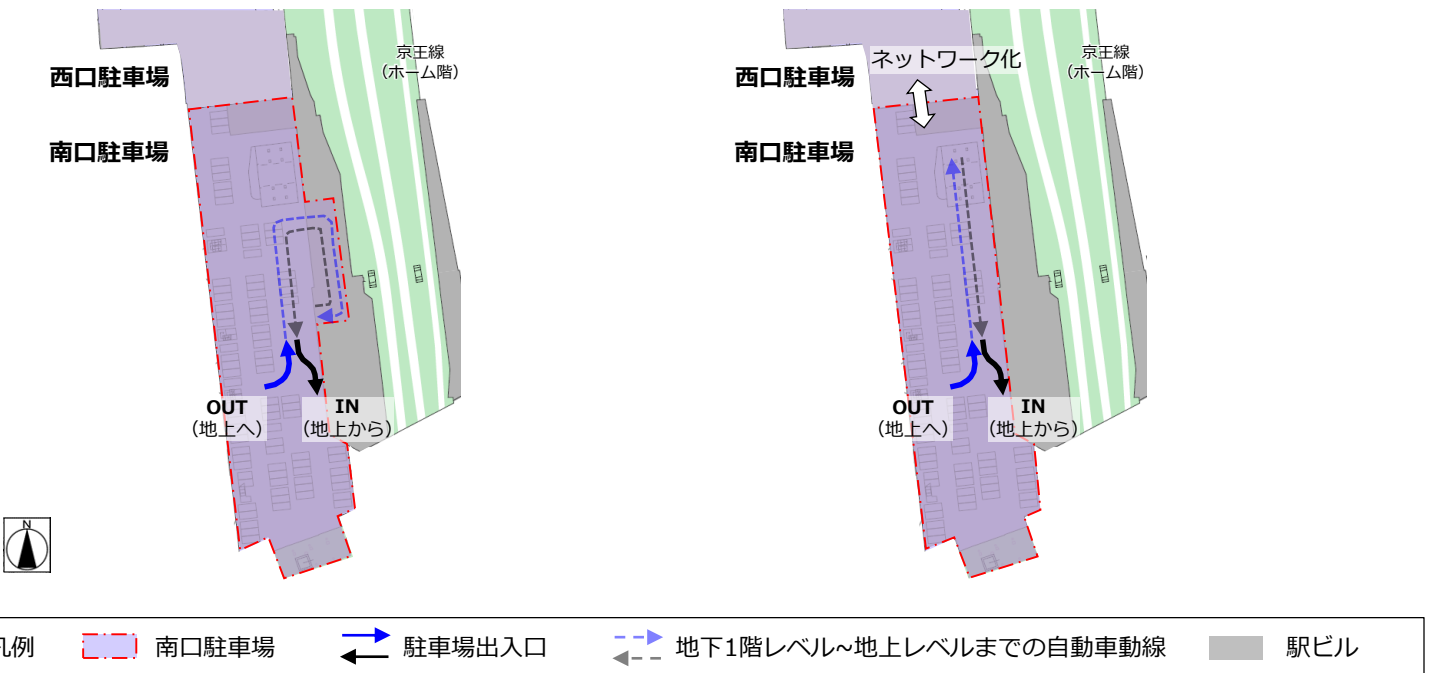 京王線
（ホーム階）
西口駐車場
南口駐車場
OUT
（地上へ）
IN
（地上から）
ネットワーク化
京王線
（ホーム階）
西口駐車場
南口駐車場
OUT
（地上へ）
IN
（地上から）
N
凡例
南口駐車場
駐車場出入口
地下1階レベル~地上レベルまでの自動車動線
駅ビル